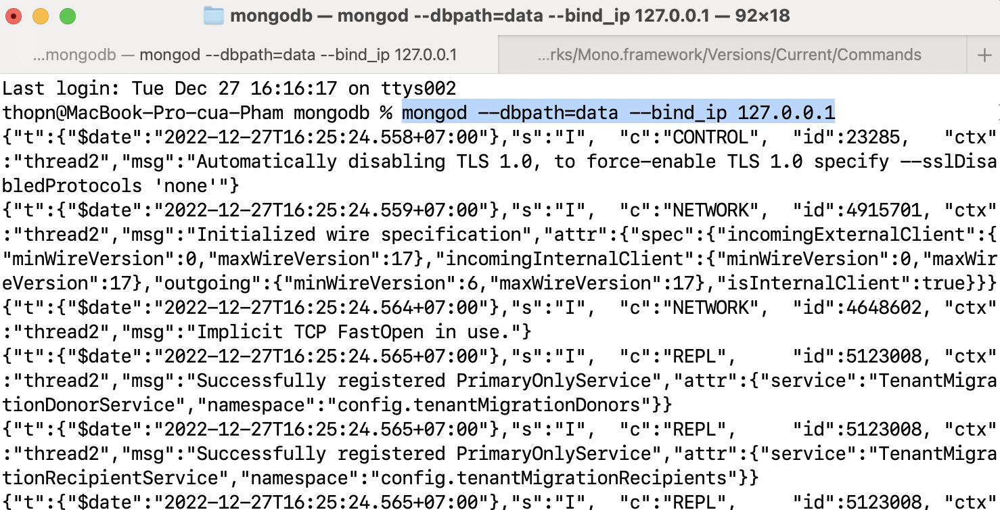 mongodb — mongod --dbpath=data --bind_ip 127.0.0.1 — 92×18
...mongodb — mongod --dbpath=data --bind_ip 127.0.0.1
...rks/Mono.framework/Versions/Current/Commands
+
Last login: Tue Dec 27 16:16:17 on ttys002
thopn@MacBook-Pro-cua-Pham mongodb % mongod --dbpath=data --bind_ip 127.0.0.1
{"t":{"$date":"2022-12-27T16:25:24.558+07:00"},"s":"I",  "c":"CONTROL",  "id":23285,   "ctx"
:"thread2","msg":"Automatically disabling TLS 1.0, to force-enable TLS 1.0 specify --sslDisa
bledProtocols 'none'"}
{"t":{"$date":"2022-12-27T16:25:24.559+07:00"},"s":"I",  "c":"NETWORK",  "id":4915701, "ctx"
:"thread2","msg":"Initialized wire specification","attr":{"spec":{"incomingExternalClient":{
"minWireVersion":0,"maxWireVersion":17},"incomingInternalClient":{"minWireVersion":0,"maxWir
eVersion":17},"outgoing":{"minWireVersion":6,"maxWireVersion":17},"isInternalClient":true}}}
{"t":{"$date":"2022-12-27T16:25:24.564+07:00"},"s":"I",  "c":"NETWORK",  "id":4648602, "ctx"
:"thread2","msg":"Implicit TCP FastOpen in use."}
{"t":{"$date":"2022-12-27T16:25:24.565+07:00"},"s":"I",  "c":"REPL",     "id":5123008, "ctx"
:"thread2","msg":"Successfully registered PrimaryOnlyService","attr":{"service":"TenantMigra
tionDonorService","namespace":"config.tenantMigrationDonors"}}
{"t":{"$date":"2022-12-27T16:25:24.565+07:00"},"s":"I",  "c":"REPL",     "id":5123008, "ctx"
:"thread2","msg":"Successfully registered PrimaryOnlyService","attr":{"service":"TenantMigra
tionRecipientService","namespace":"config.tenantMigrationRecipients"}}
{"t":{"$date":"2022-12-27T16:25:24.565+07:00"},"s":"I",  "c":"REPL",     "id":5123008, "ctx"